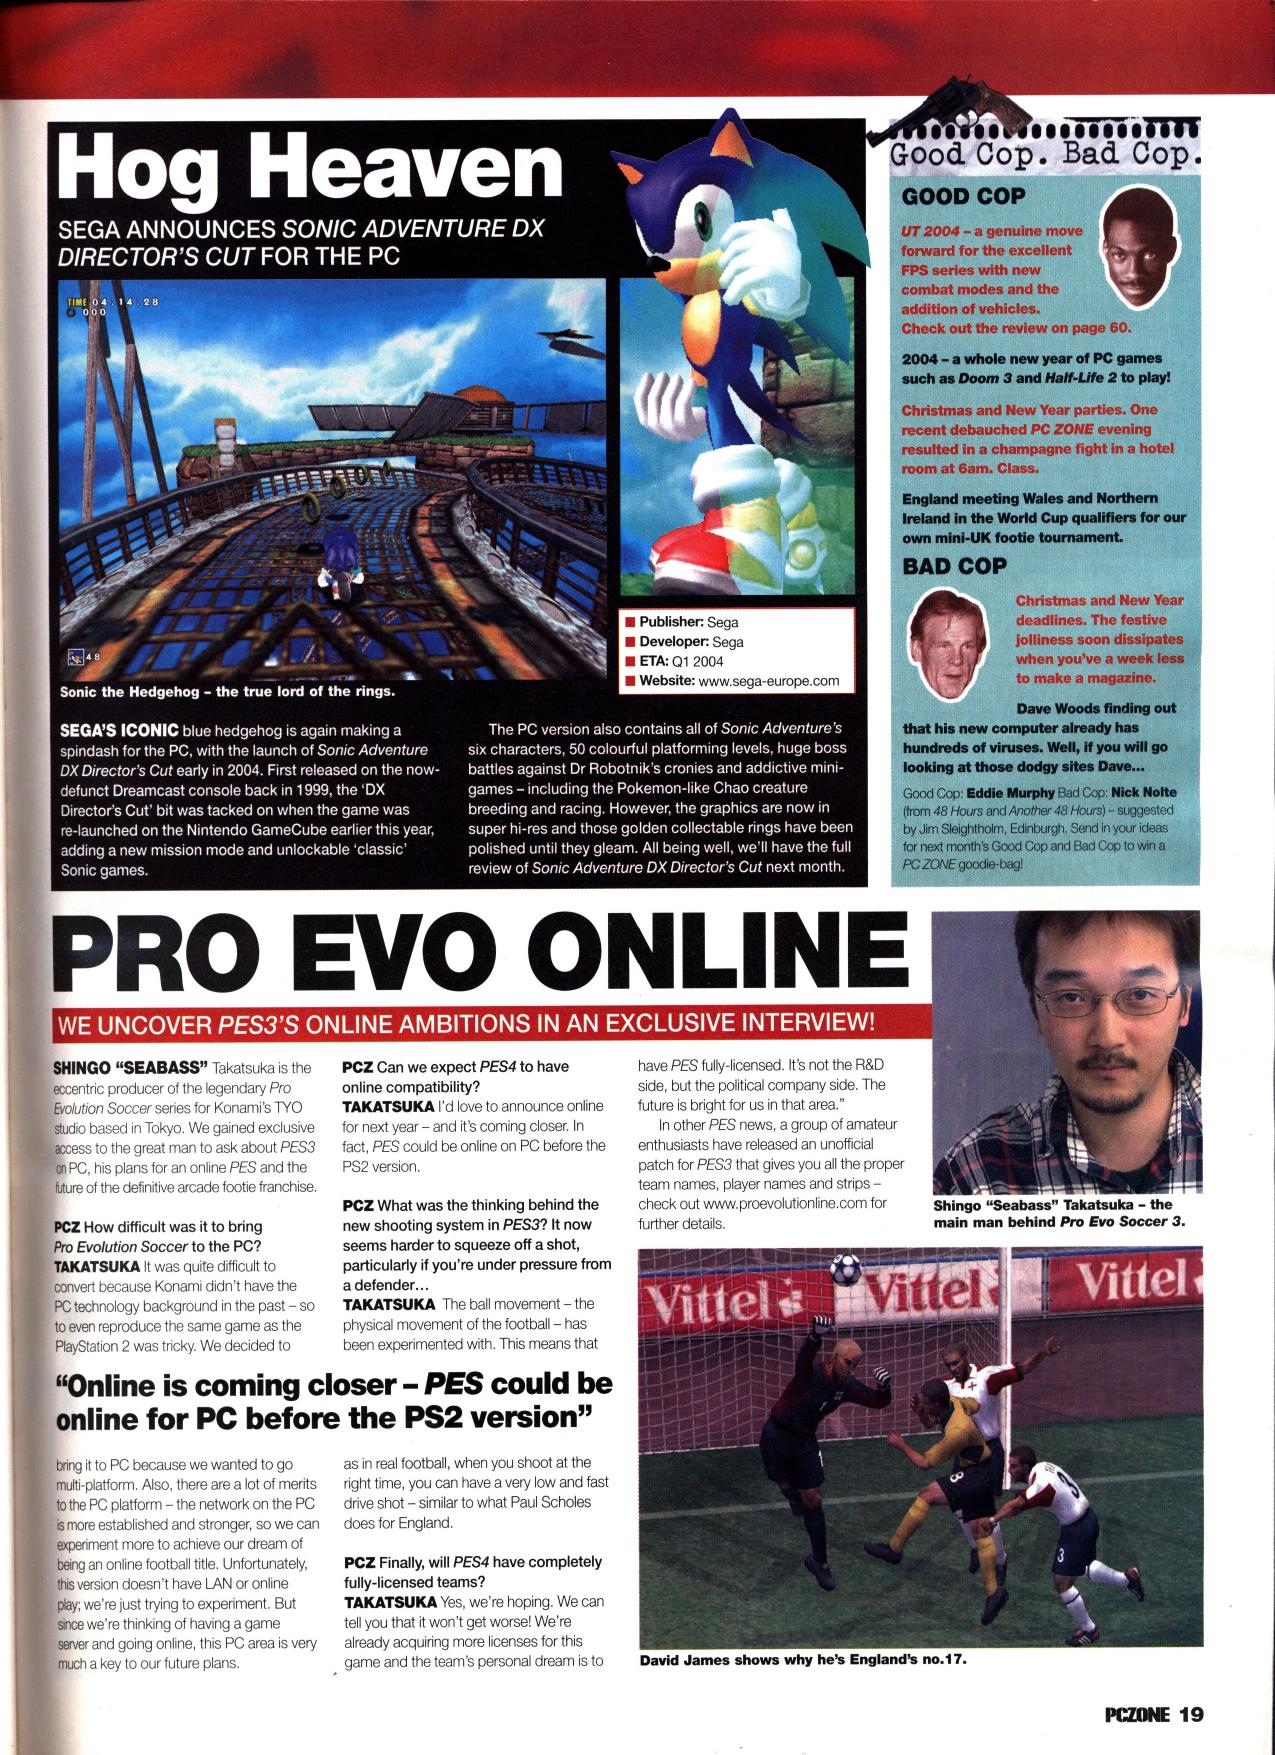 Hog Heaven
SEGA ANNOUNCES SONIC ADVENTURE DX
DIRECTOR'S CUT FOR THE PC
TIME 04:14:28
000
48
Sonic the Hedgehog – the true lord of the rings.
■ Publisher: Sega
■ Developer: Sega
■ ETA: Q1 2004
■ Website: www.sega-europe.com
SEGA'S ICONIC blue hedgehog is again making a
spindash for the PC, with the launch of Sonic Adventure
DX Director's Cut early in 2004. First released on the now-
defunct Dreamcast console back in 1999, the 'DX
Director's Cut' bit was tacked on when the game was
re-launched on the Nintendo GameCube earlier this year,
adding a new mission mode and unlockable 'classic'
Sonic games.
The PC version also contains all of Sonic Adventure's
six characters, 50 colourful platforming levels, huge boss
battles against Dr Robotnik's cronies and addictive mini-
games – including the Pokemon-like Chao creature
breeding and racing. However, the graphics are now in
super hi-res and those golden collectable rings have been
polished until they gleam. All being well, we'll have the full
review of Sonic Adventure DX Director's Cut next month.
Good Cop. Bad Cop.
GOOD COP
UT 2004 – a genuine move
forward for the excellent
FPS series with new
combat modes and the
addition of vehicles.
Check out the review on page 60.
2004 – a whole new year of PC games
such as Doom 3 and Half-Life 2 to play!
Christmas and New Year parties. One
recent debauched PC ZONE evening
resulted in a champagne fight in a hotel
room at 6am. Class.
England meeting Wales and Northern
Ireland in the World Cup qualifiers for our
own mini-UK footie tournament.
BAD COP
Christmas and New Year
deadlines. The festive
jolliness soon dissipates
when you've a week less
to make a magazine.
Dave Woods finding out
that his new computer already has
hundreds of viruses. Well, if you will go
looking at those dodgy sites Dave...
Good Cop: Eddie Murphy Bad Cop: Nick Nolte
(from 48 Hours and Another 48 Hours) – suggested
by Jim Sleightholm, Edinburgh. Send in your ideas
for next month's Good Cop and Bad Cop to win a
PC ZONE goodie-bag!
PRO EVO ONLINE
WE UNCOVER PES3'S ONLINE AMBITIONS IN AN EXCLUSIVE INTERVIEW!
SHINGO "SEABASS" Takatsuka is the
eccentric producer of the legendary Pro
Evolution Soccer series for Konami's TYO
studio based in Tokyo. We gained exclusive
access to the great man to ask about PES3
on PC, his plans for an online PES and the
future of the definitive arcade footie franchise.
PCZ How difficult was it to bring
Pro Evolution Soccer to the PC?
TAKATSUKA It was quite difficult to
convert because Konami didn't have the
PC technology background in the past – so
to even reproduce the same game as the
PlayStation 2 was tricky. We decided to
"Online is coming closer – PES could be
online for PC before the PS2 version"
bring it to PC because we wanted to go
multi-platform. Also, there are a lot of merits
to the PC platform – the network on the PC
is more established and stronger, so we can
experiment more to achieve our dream of
being an online football title. Unfortunately,
this version doesn't have LAN or online
play; we're just trying to experiment. But
since we're thinking of having a game
server and going online, this PC area is very
much a key to our future plans.
PCZ Can we expect PES4 to have
online compatibility?
TAKATSUKA I'd love to announce online
for next year – and it's coming closer. In
fact, PES could be online on PC before the
PS2 version.
PCZ What was the thinking behind the
new shooting system in PES3? It now
seems harder to squeeze off a shot,
particularly if you're under pressure from
a defender...
TAKATSUKA The ball movement – the
physical movement of the football – has
been experimented with. This means that
as in real football, when you shoot at the
right time, you can have a very low and fast
drive shot – similar to what Paul Scholes
does for England.
PCZ Finally, will PES4 have completely
fully-licensed teams?
TAKATSUKA Yes, we're hoping. We can
tell you that it won't get worse! We're
already acquiring more licenses for this
game and the team's personal dream is to
have PES fully-licensed. It's not the R&D
side, but the political company side. The
future is bright for us in that area."
In other PES news, a group of amateur
enthusiasts have released an unofficial
patch for PES3 that gives you all the proper
team names, player names and strips –
check out www.proevolutionline.com for
further details.
Shingo "Seabass" Takatsuka – the
main man behind Pro Evo Soccer 3.
Vittel Vittel Vittel
1
8
3
3
David James shows why he's England's no.17.
PCZONE 19